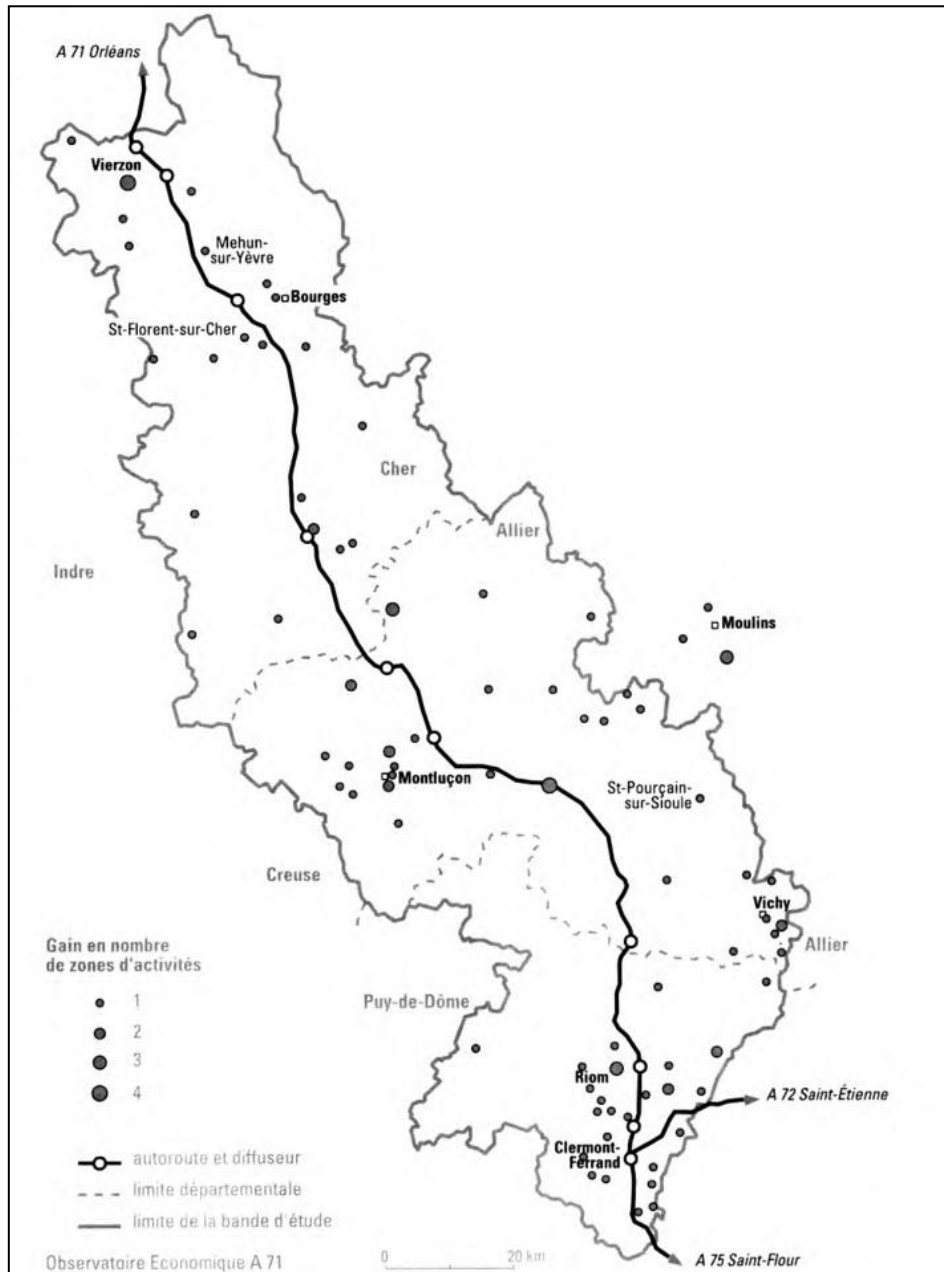 A 71 Orléans
Vierzon
Mehun-
sur-Yèvre
Bourges
St-Florent-sur-Cher
Cher
Allier
Indre
Moulins
Montluçon
St-Pourçain-
sur-Sioule
Creuse
Vichy
Allier
Gain en nombre
de zones d'activités
1
2
3
4
Puy-de-Dôme
Riom
A 72 Saint-Étienne
Clermont-
Ferrand
autoroute et diffuseur
limite départementale
limite de la bande d'étude
Observatoire Economique A 71
0 20 km
A 75 Saint-Flour